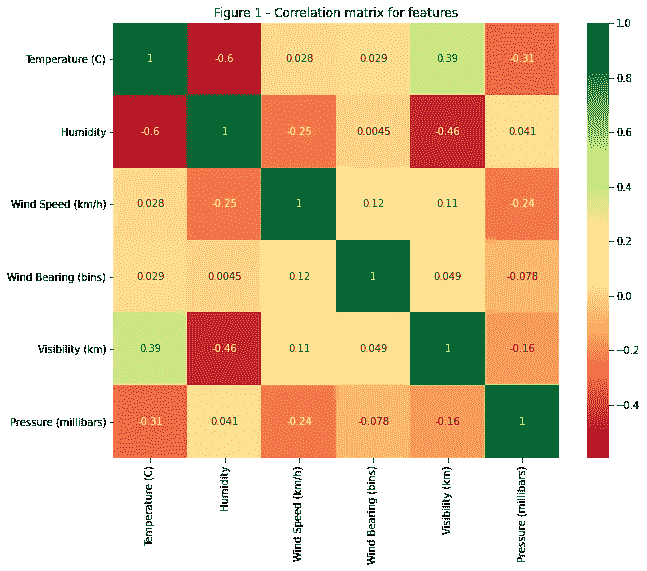 Figure 1 - Correlation matrix for features
Temperature (C) 1 -0.6 0.028 0.029 0.39 -0.31
Humidity -0.6 1 -0.25 0.0045 -0.46 0.041
Wind Speed (km/h) 0.028 -0.25 1 0.12 0.11 -0.24
Wind Bearing (bins) 0.029 0.0045 0.12 1 0.049 -0.078
Visibility (km) 0.39 -0.46 0.11 0.049 1 -0.16
Pressure (millibars) -0.31 0.041 -0.24 -0.078 -0.16 1
Temperature (C)
Humidity
Wind Speed (km/h)
Wind Bearing (bins)
Visibility (km)
Pressure (millibars)
1.0
0.8
0.6
0.4
0.2
0.0
-0.2
-0.4